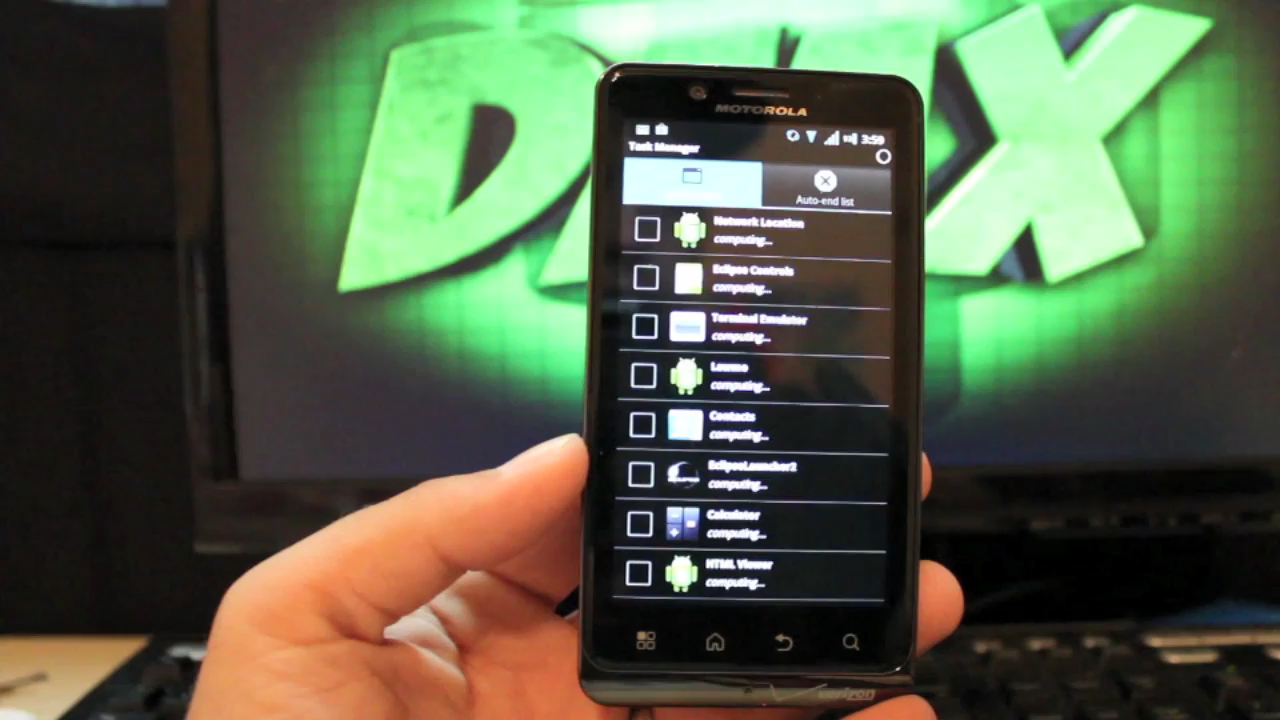 MOTOROLA
3:59
Task Manager
Auto-end list
Network Location
computing...
Eclipse Controls
computing...
Terminal Emulator
computing...
computing...
Contacts
computing...
EclipseLauncher2
computing...
Calculator
computing...
HTML Viewer
computing...
verizon